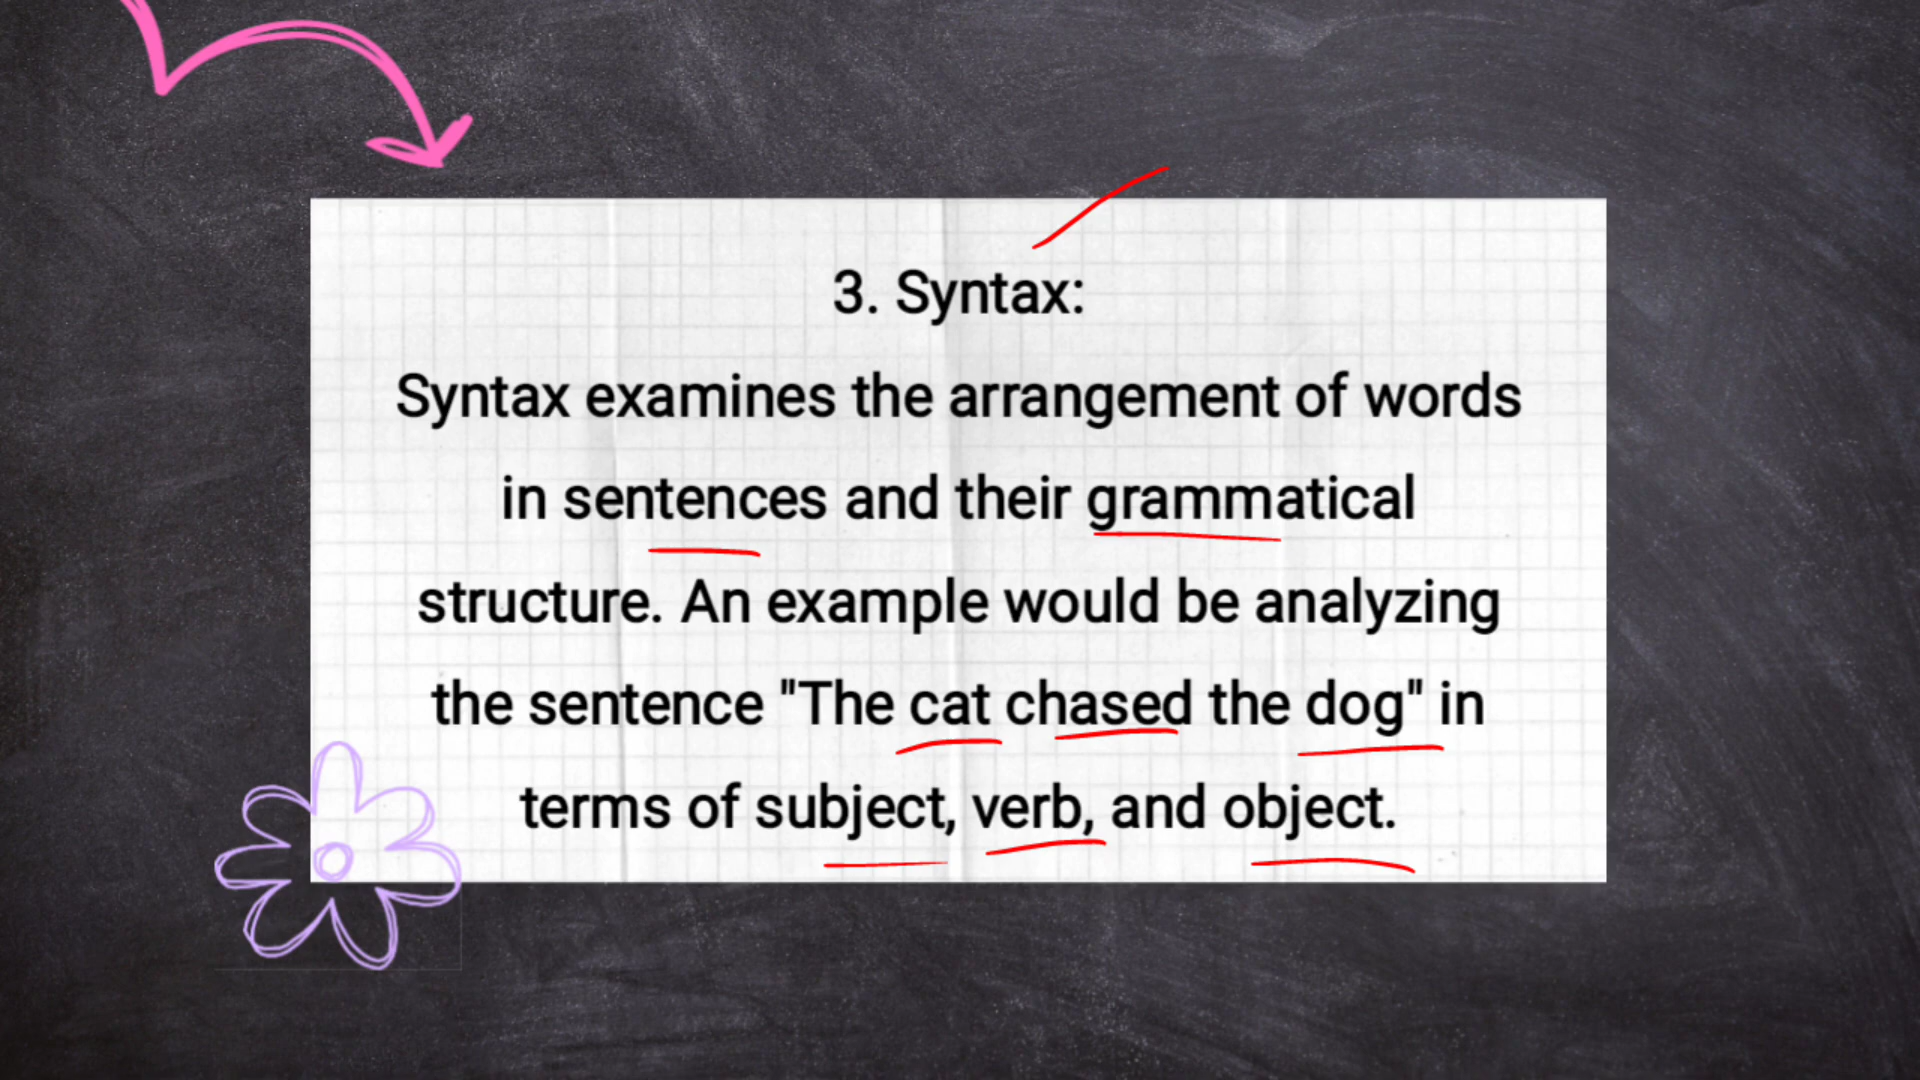 3. Syntax:
Syntax examines the arrangement of words
in sentences and their grammatical
structure. An example would be analyzing
the sentence "The cat chased the dog" in
terms of subject, verb, and object.